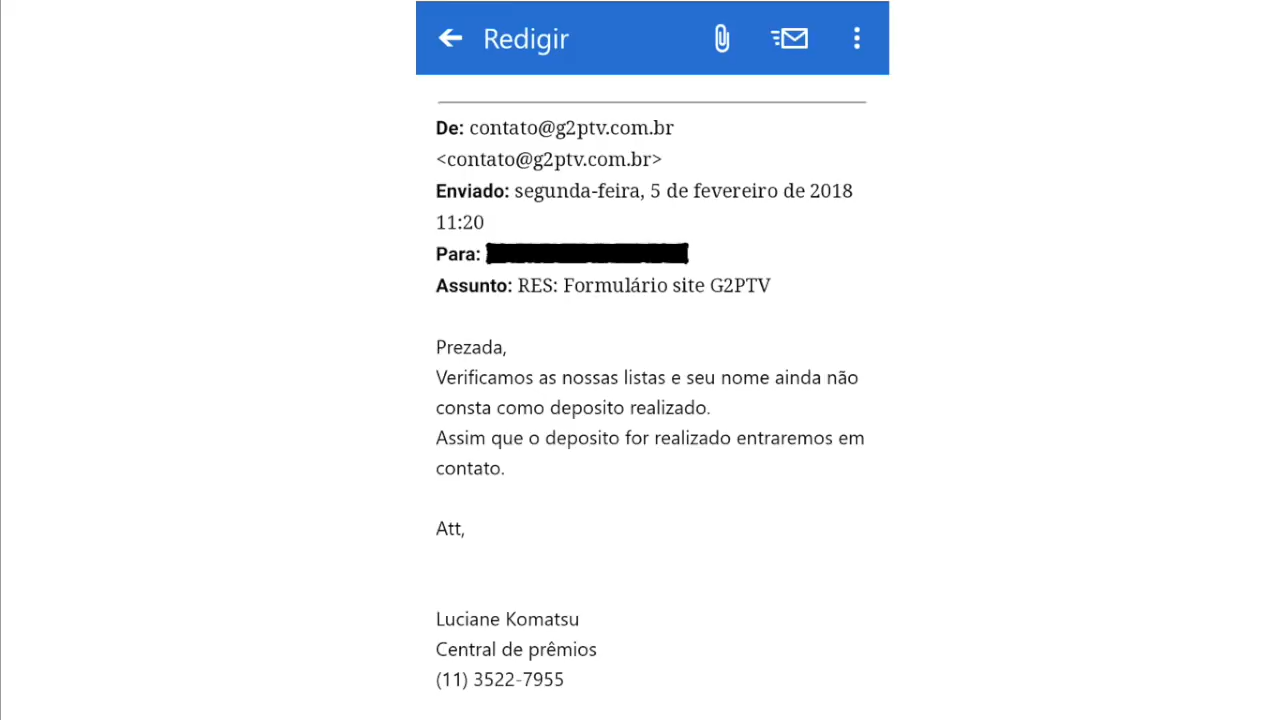 Redigir
De: contato@g2ptv.com.br
<contato@g2ptv.com.br>
Enviado: segunda-feira, 5 de fevereiro de 2018
11:20
Para:
Assunto: RES: Formulário site G2PTV
Prezada,
Verificamos as nossas listas e seu nome ainda não
consta como deposito realizado.
Assim que o deposito for realizado entraremos em
contato.
Att,
Luciane Komatsu
Central de prêmios
(11) 3522-7955